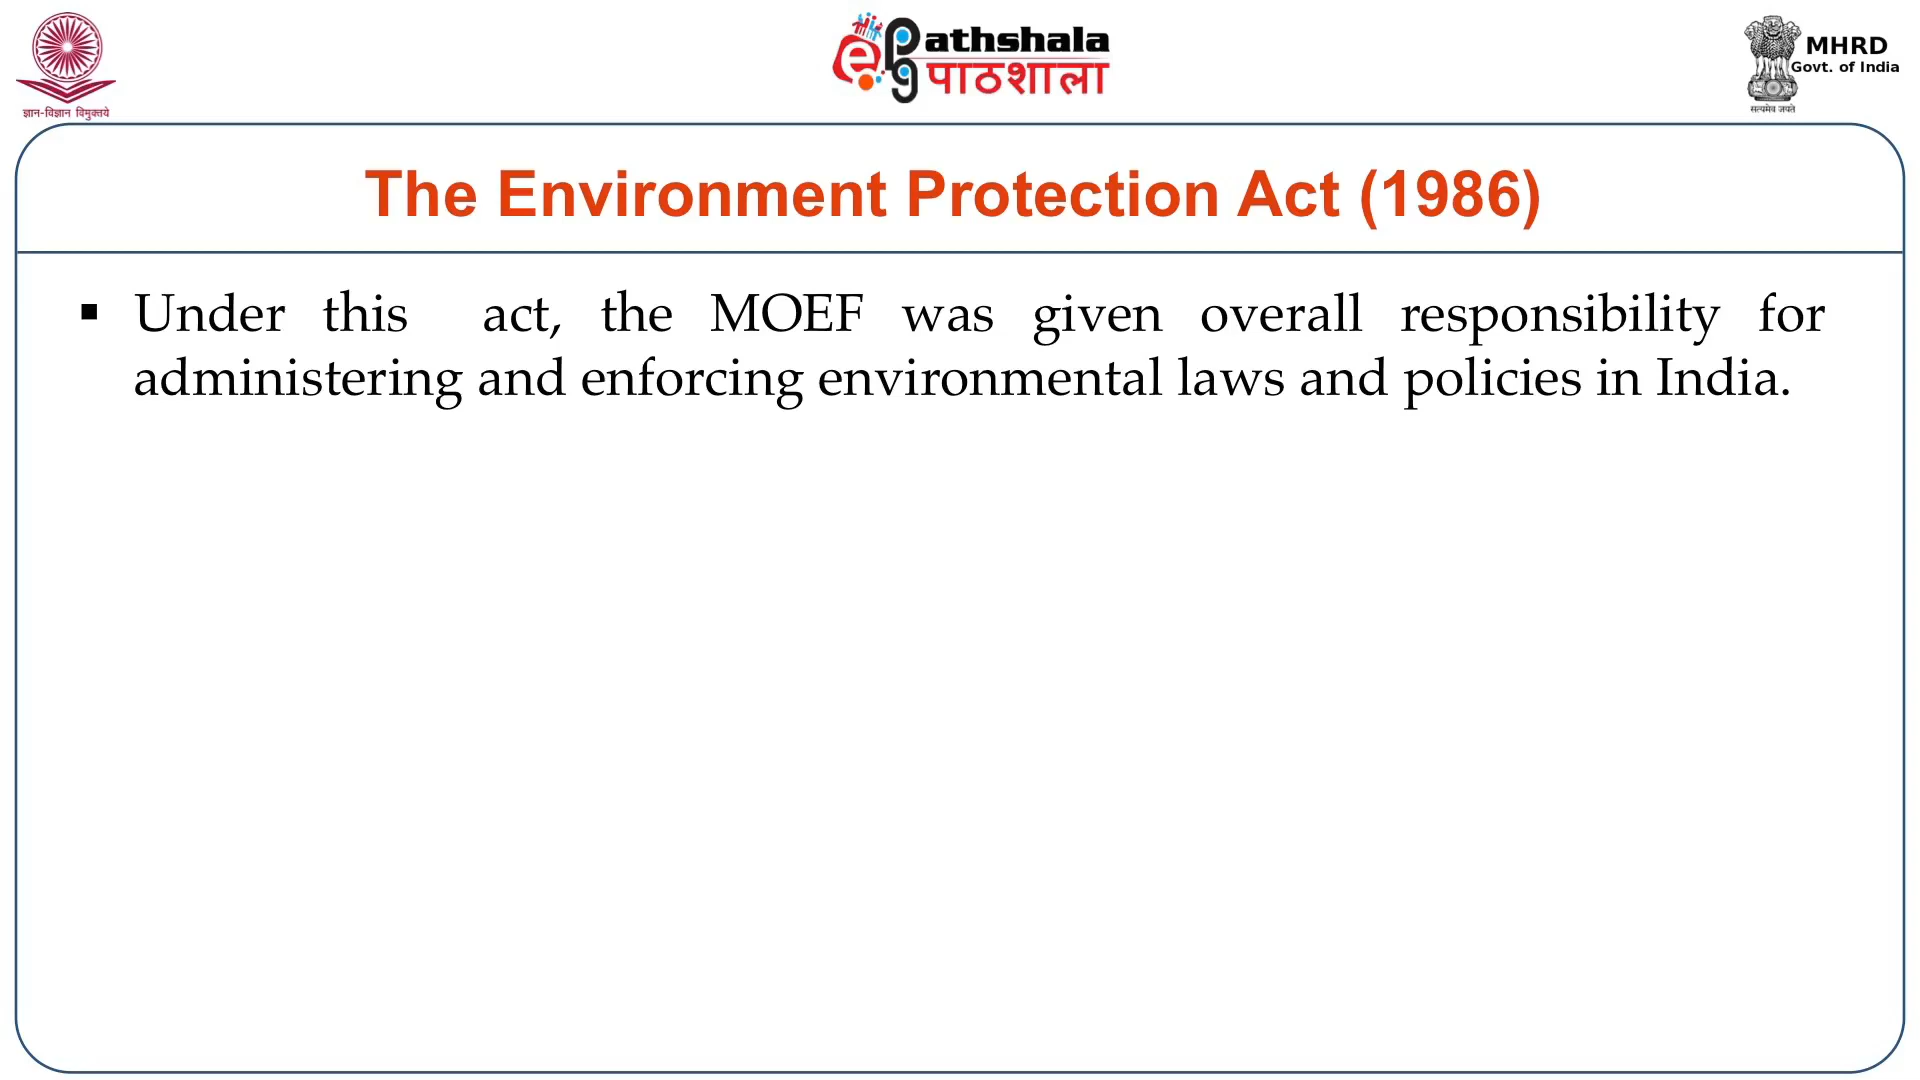 ज्ञान-विज्ञान विमुक्तये
ePathshala
पाठशाला
MHRD
Govt. of India
सत्यमेव जयते
The Environment Protection Act (1986)
▪ Under this act, the MOEF was given overall responsibility for
administering and enforcing environmental laws and policies in India.